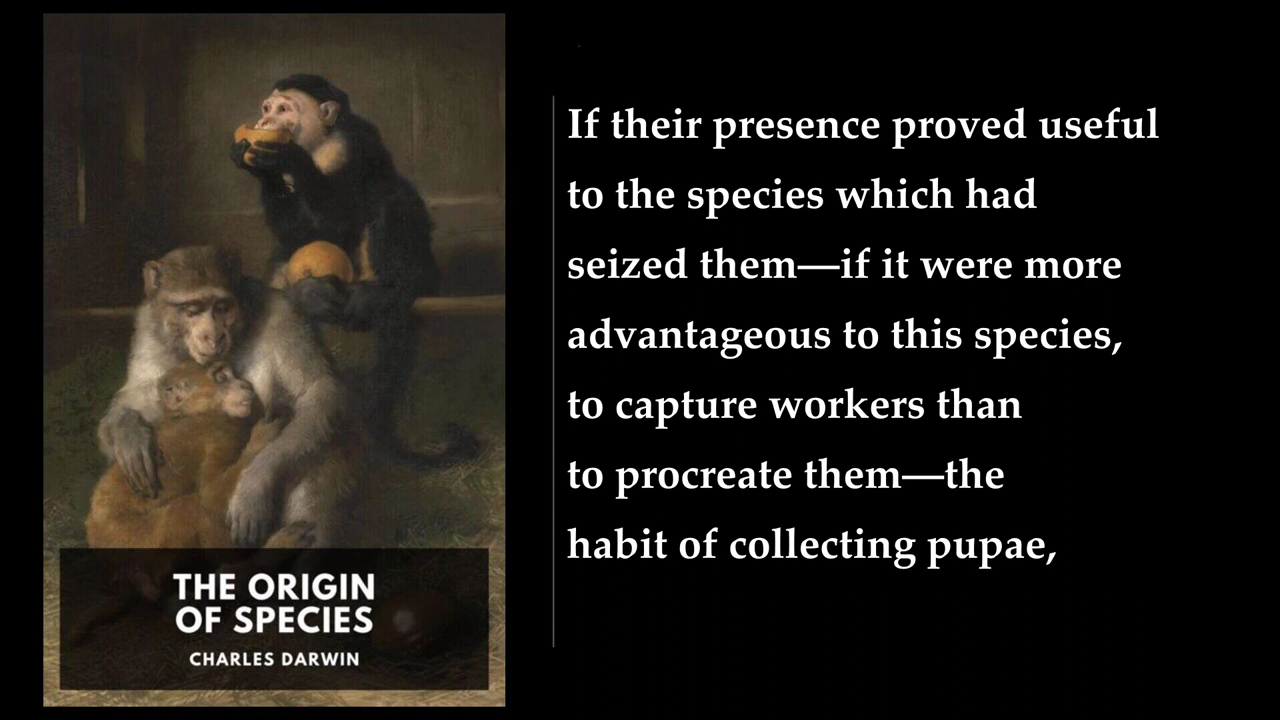 THE ORIGIN
OF SPECIES
CHARLES DARWIN
If their presence proved useful
to the species which had
seized them—if it were more
advantageous to this species,
to capture workers than
to procreate them—the
habit of collecting pupae,